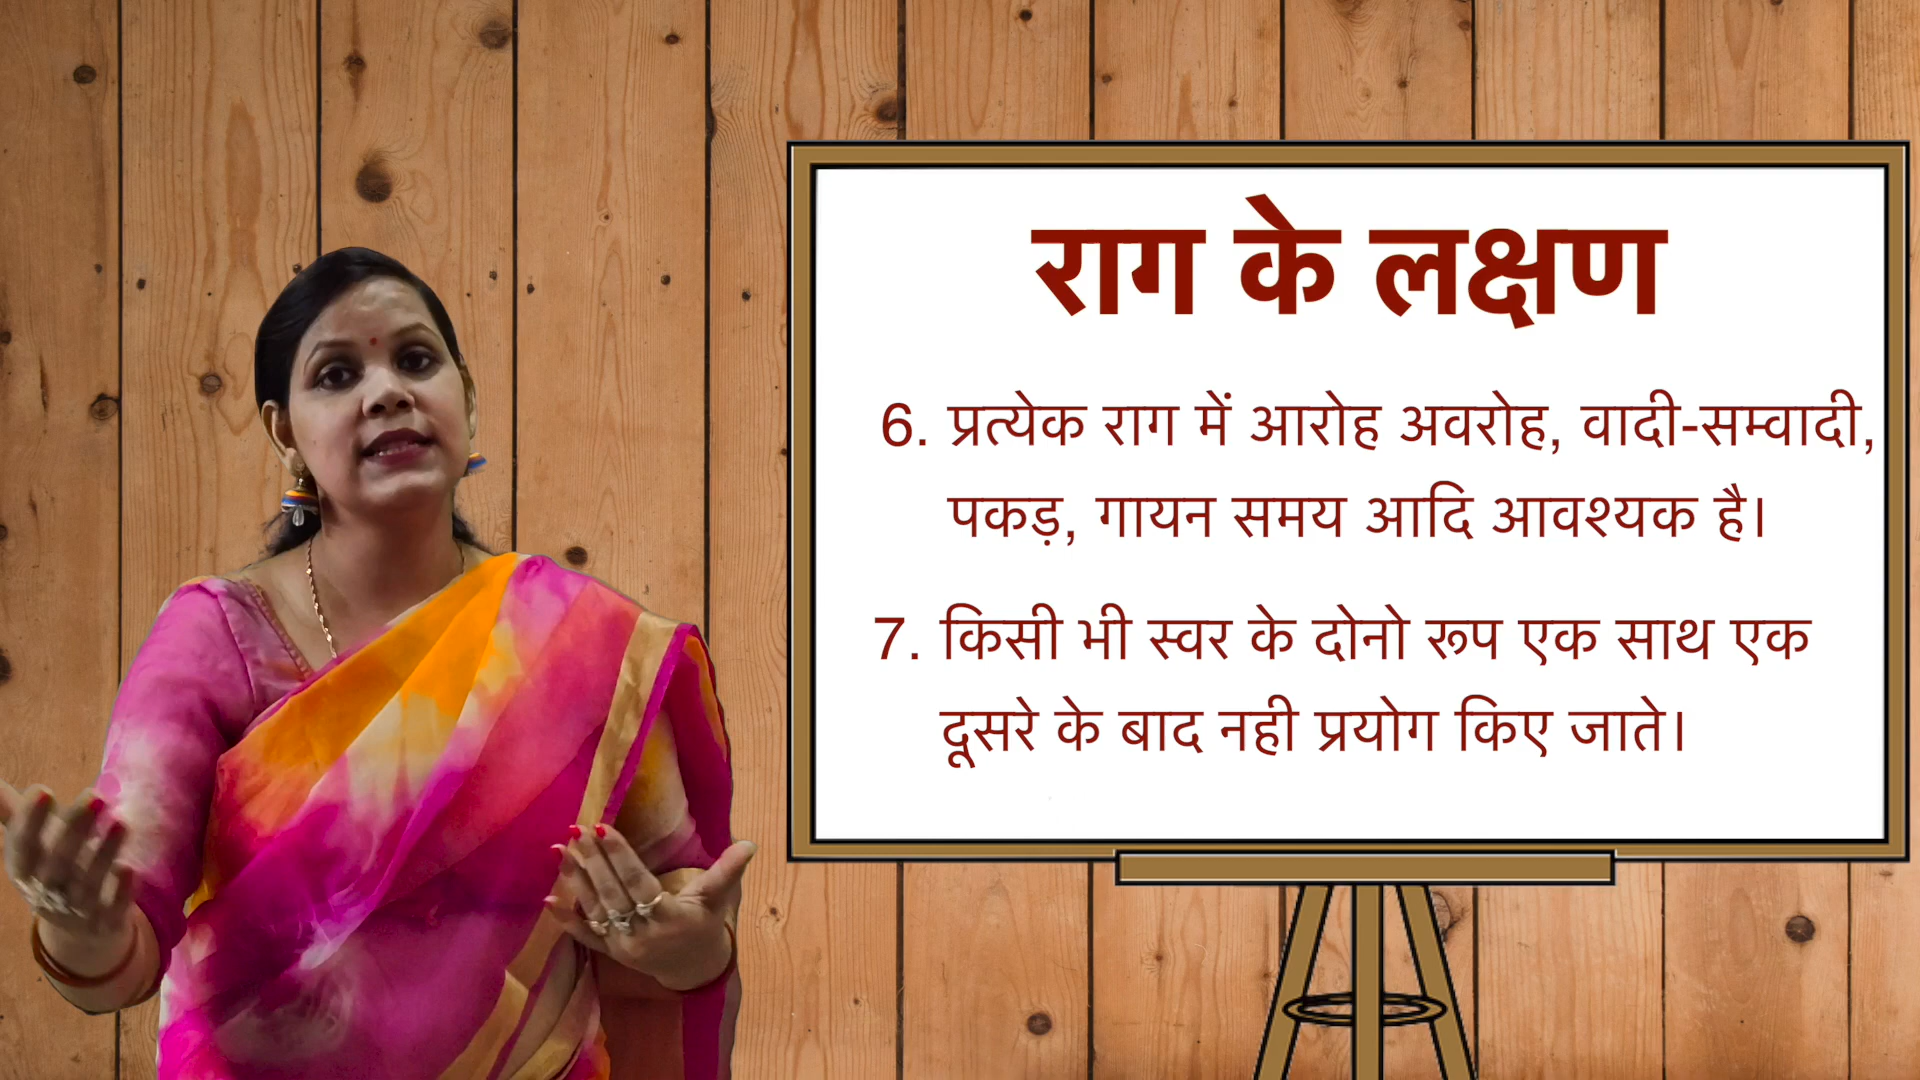 राग के लक्षण
6. प्रत्येक राग में आरोह अवरोह, वादी-सम्वादी,
पकड़, गायन समय आदि आवश्यक है।
7. किसी भी स्वर के दोनो रूप एक साथ एक
दूसरे के बाद नही प्रयोग किए जाते।